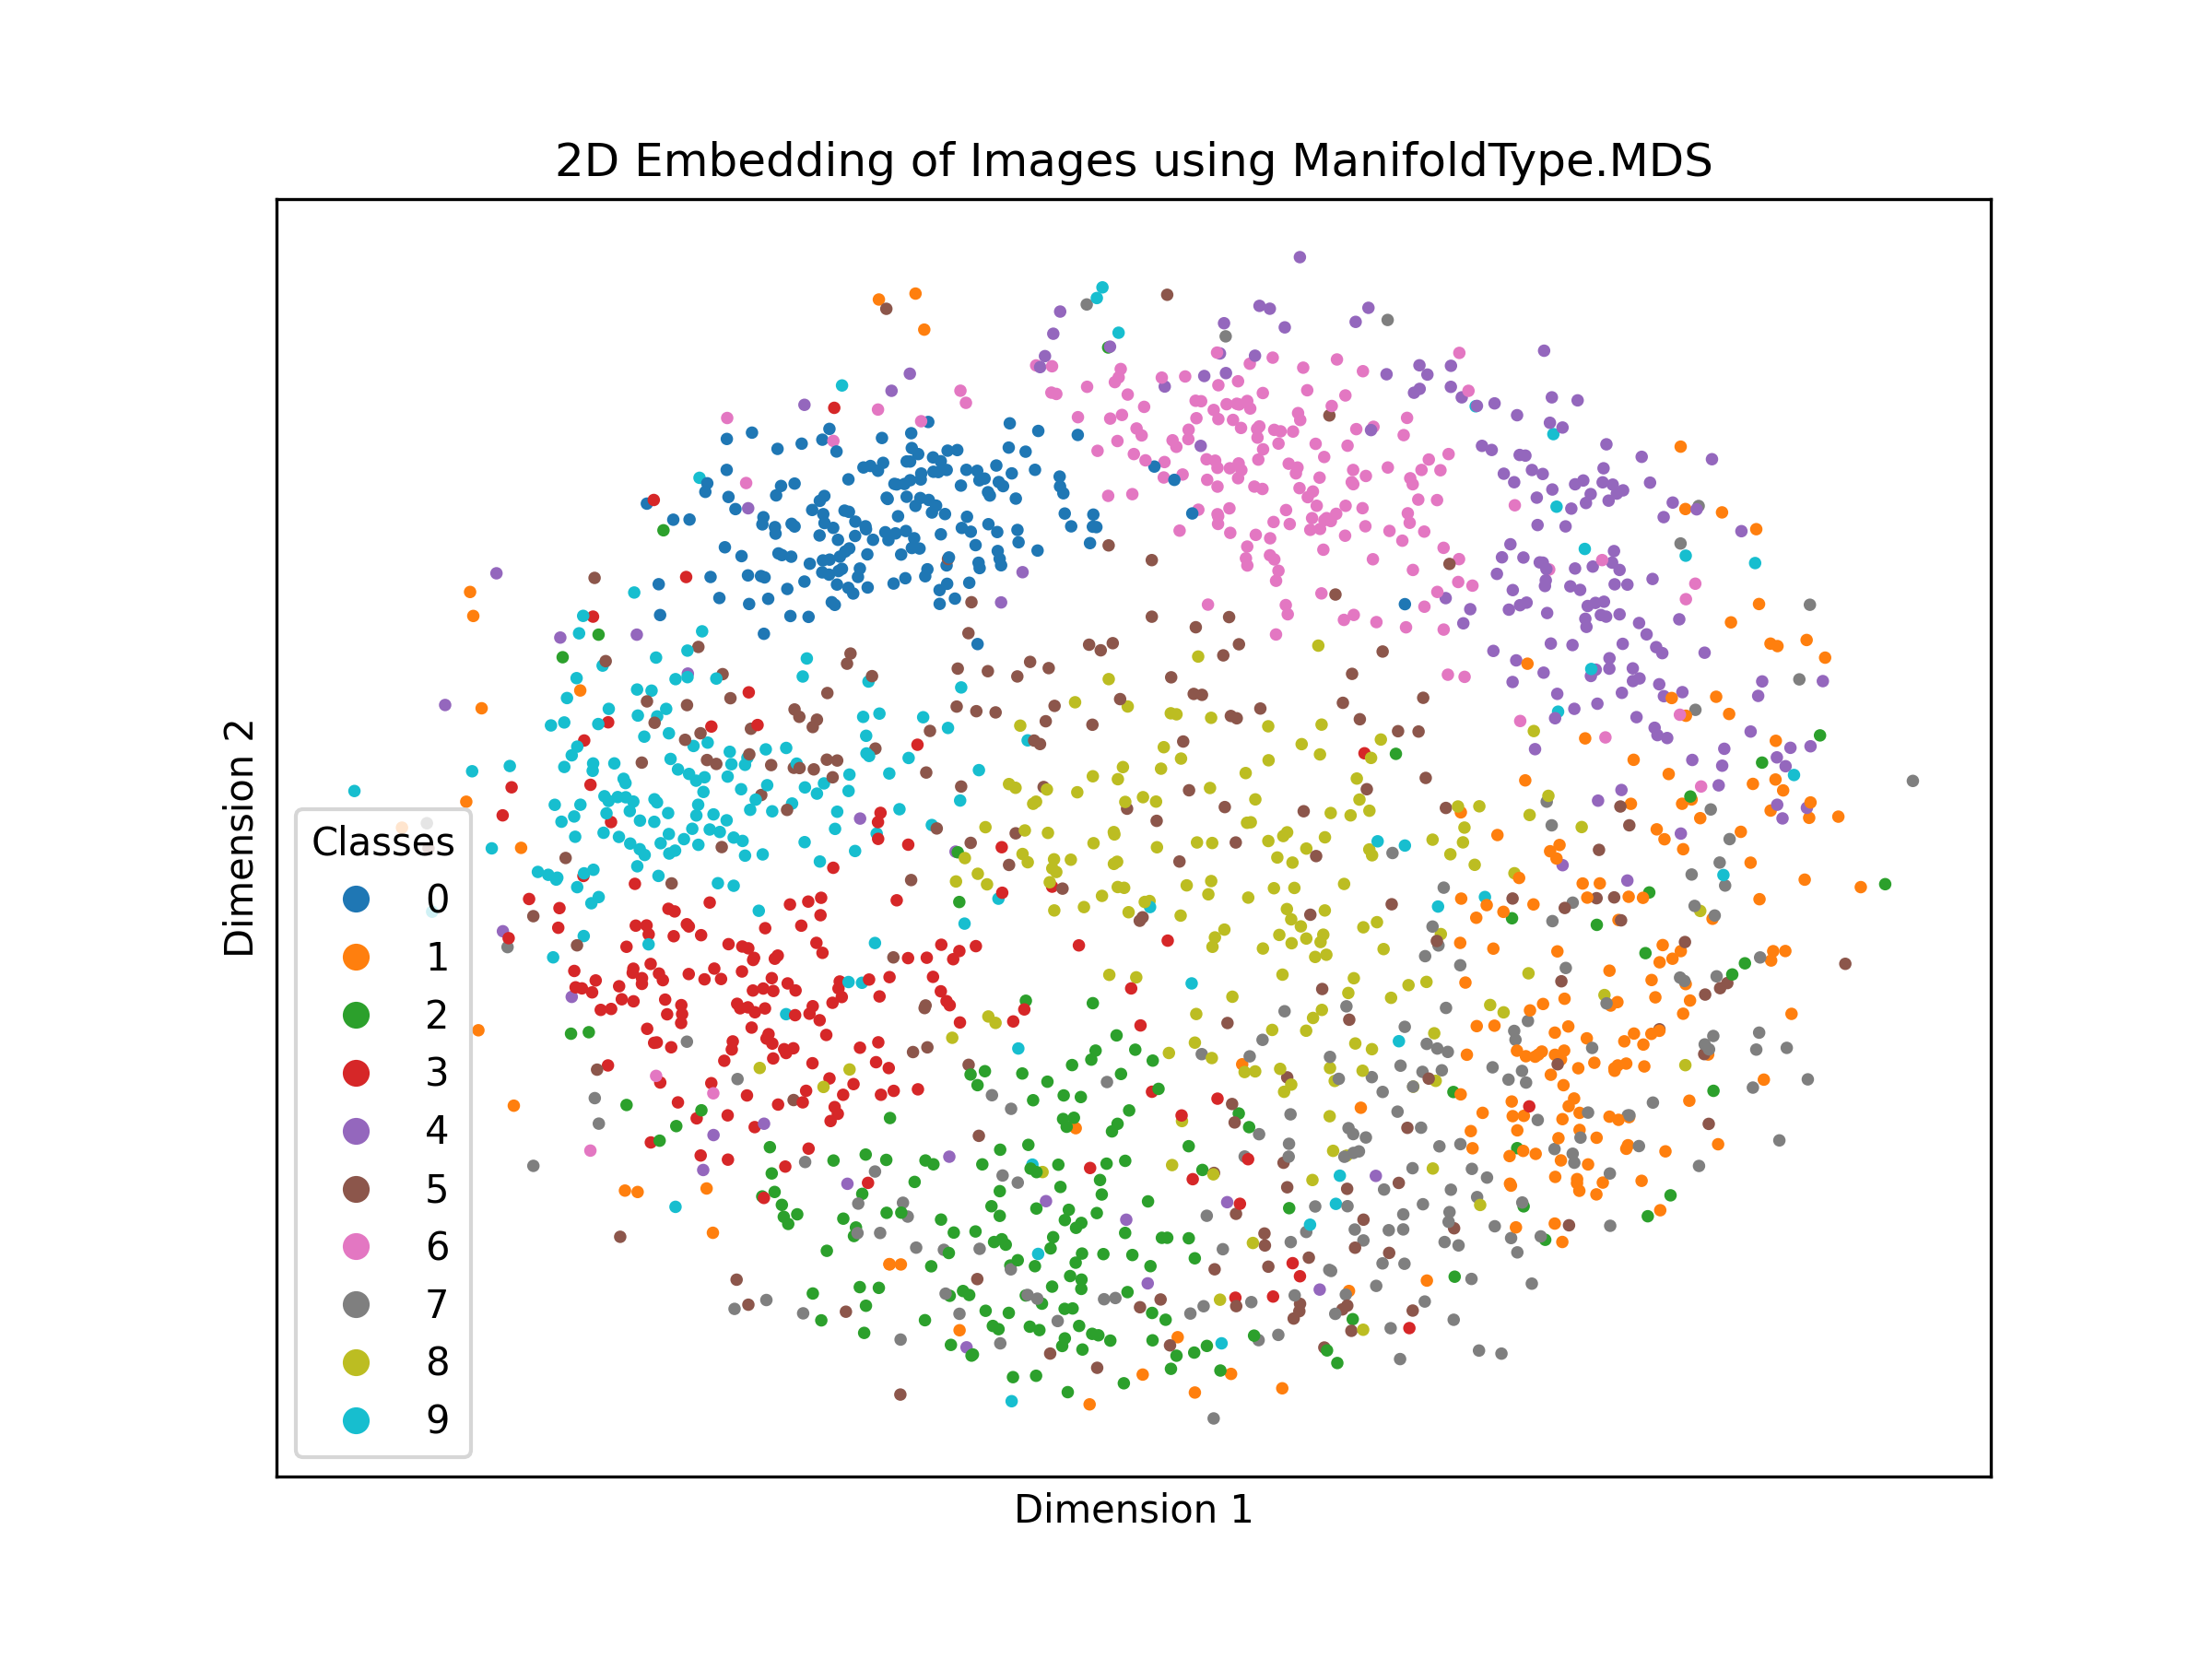 2D Embedding of Images using ManifoldType.MDS
Dimension 2
Classes
0
1
2
3
4
5
6
7
8
9
Dimension 1